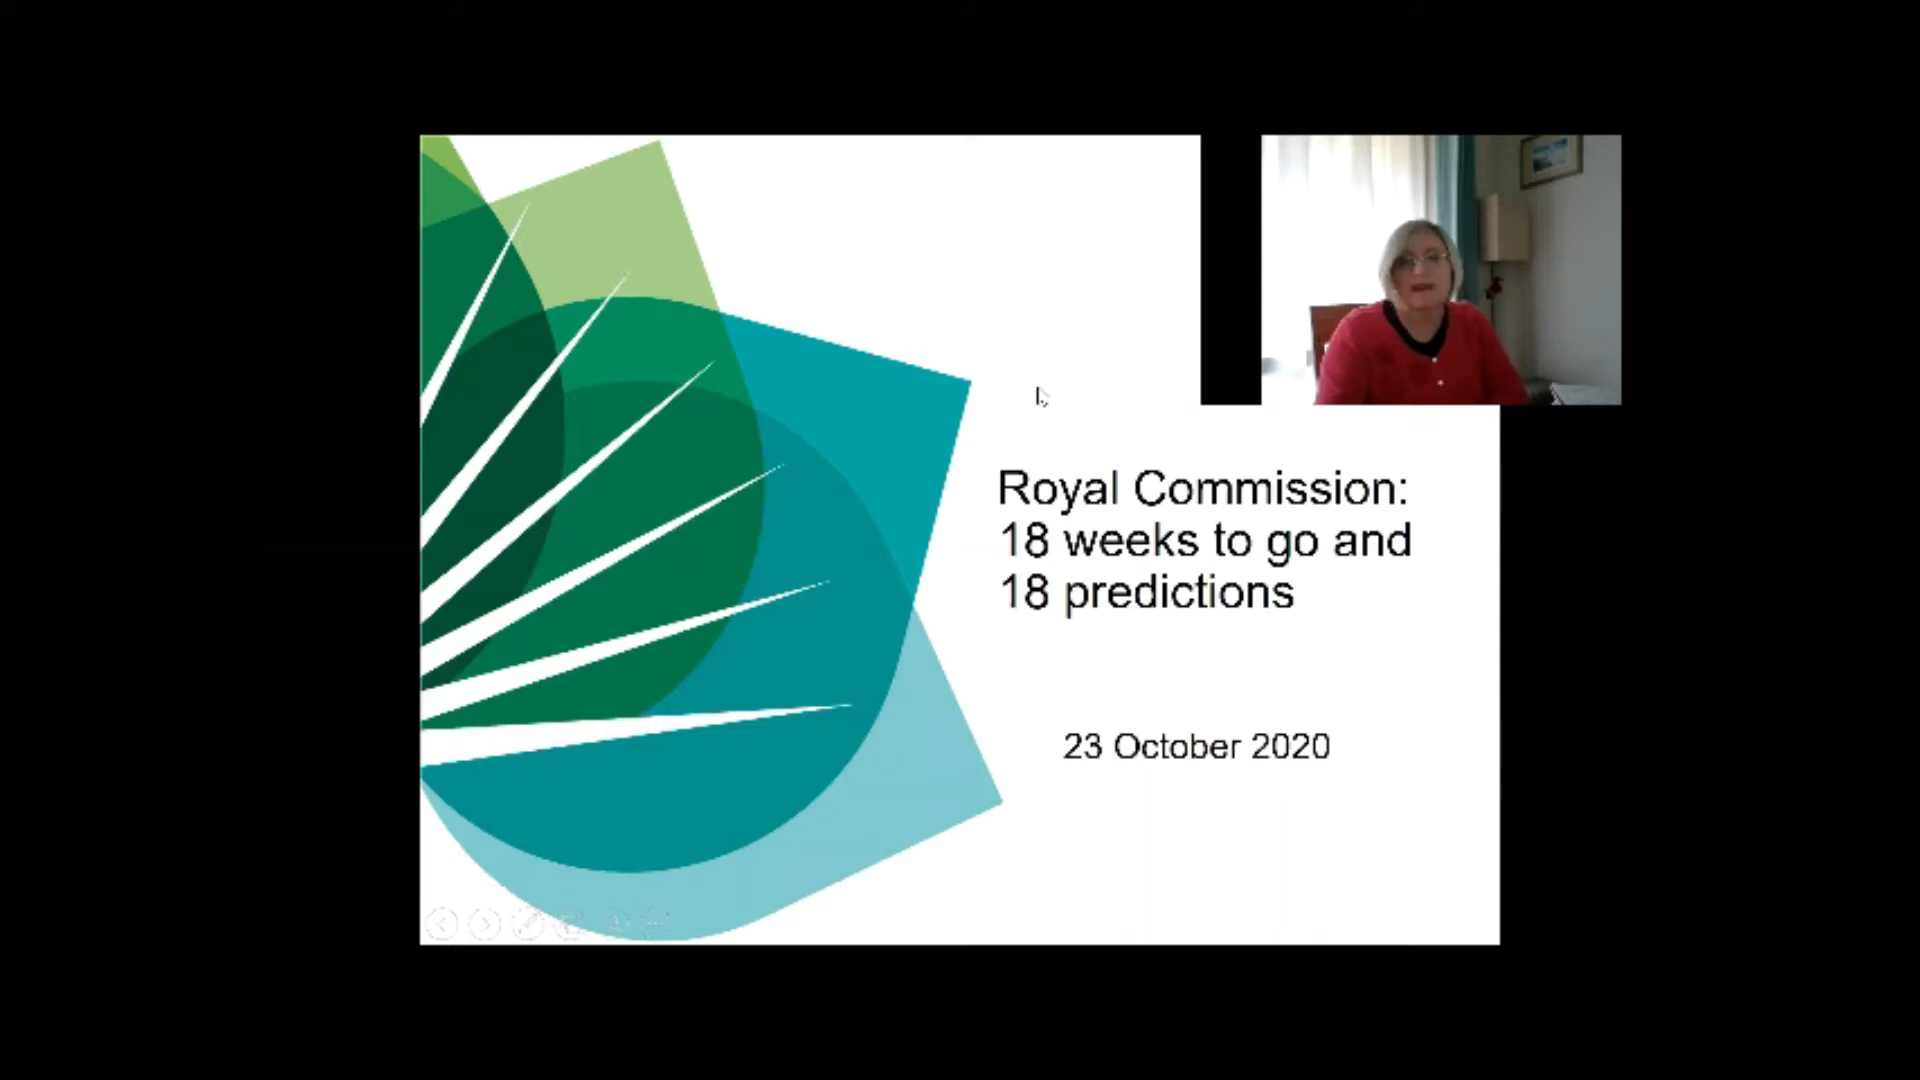 Royal Commission:
18 weeks to go and
18 predictions
23 October 2020